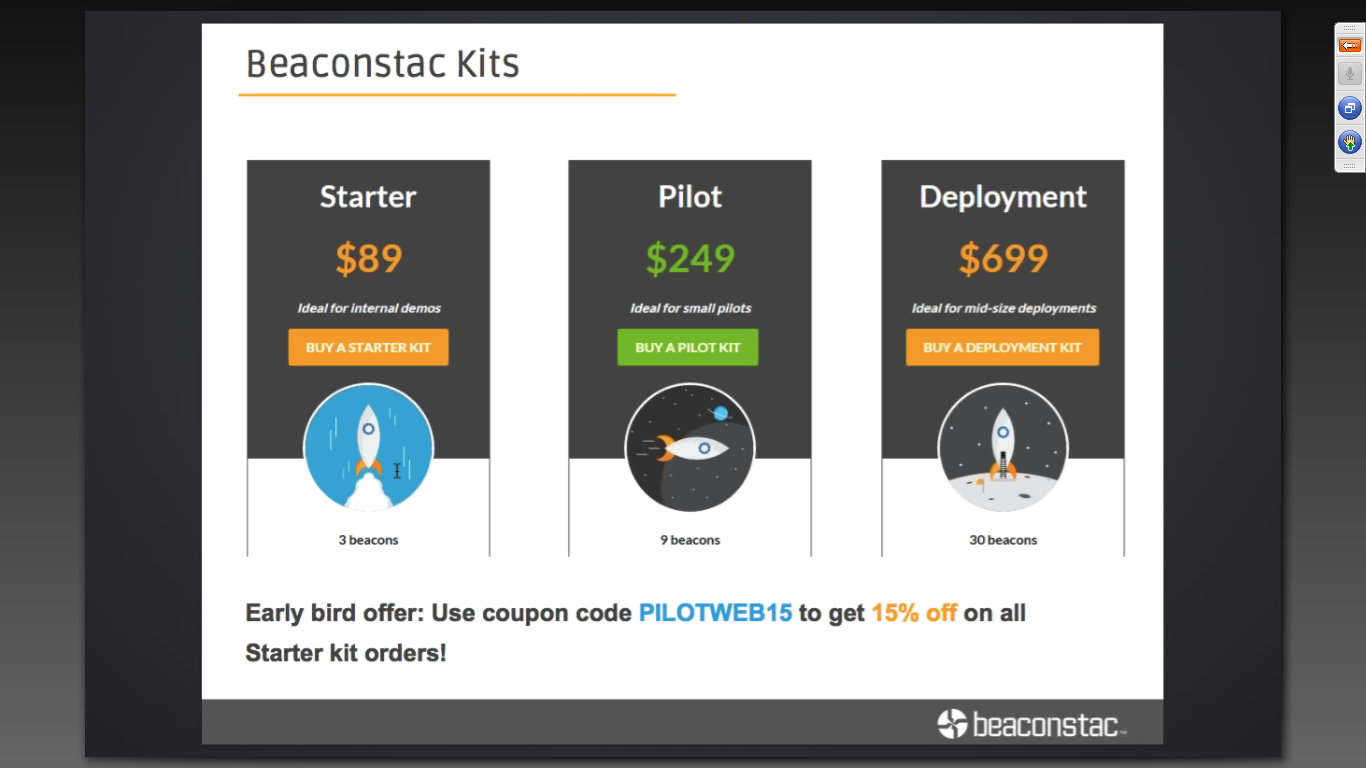 Beaconstac Kits
Starter
$89
Ideal for internal demos
BUY A STARTER KIT
3 beacons
Pilot
$249
Ideal for small pilots
BUY A PILOT KIT
9 beacons
Deployment
$699
Ideal for mid-size deployments
BUY A DEPLOYMENT KIT
30 beacons
Early bird offer: Use coupon code PILOTWEB15 to get 15% off on all
Starter kit orders!
beaconstac™